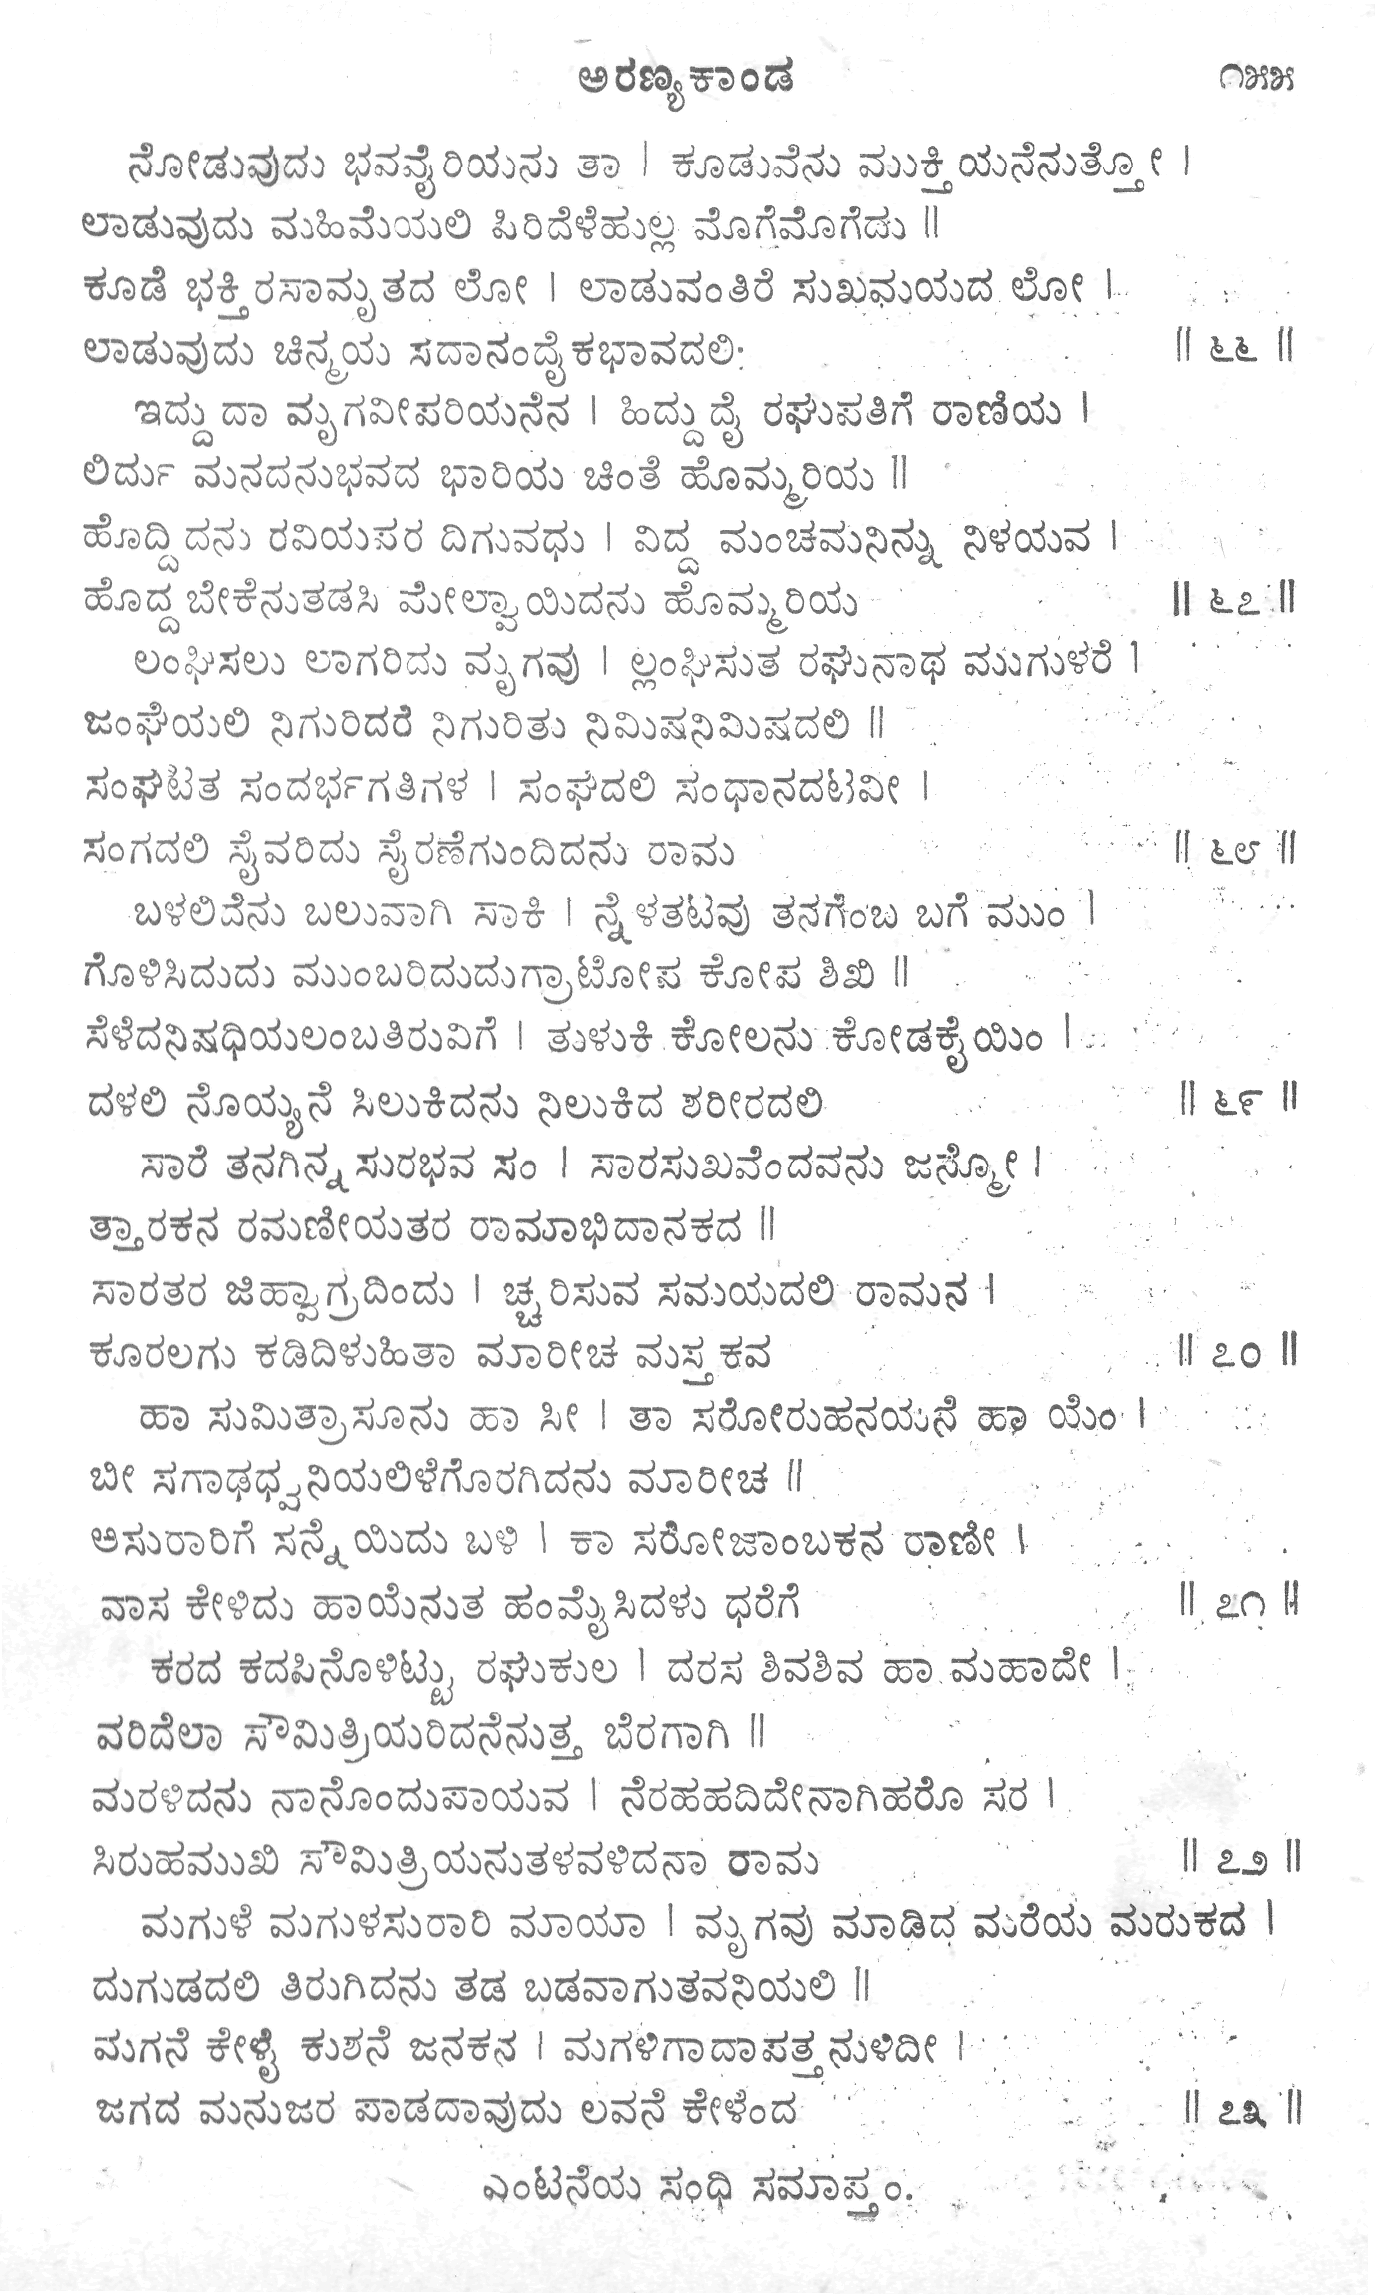 ಅರಣ್ಯಕಾಂಡ ೧೫೫
ನೋಡುವುದು ಭವವೈರಿಯನು ತಾ | ಕೂಡುವೆನು ಮುಕ್ತಿಯನೆನುತ್ತೋ |
ಲಾಡುವುದು ಮಹಿಮೆಯಲಿ ಪಿರಿದೆಳೆಹುಲ್ಲ ಮೊಗೆಮೊಗೆದು ||
ಕೂಡೆ ಭಕ್ತಿರಸಾಮೃತದ ಲೋ | ಲಾಡುವಂತಿರೆ ಸುಖಮಯದ ಲೋ |
ಲಾಡುವುದು ಚಿನ್ಮಯ ಸದಾನಂದೈಕಭಾವದಲಿ: || ೬೬ ||
ಇದ್ದುದಾ ಮೃಗವೀಪರಿಯನೆನ | ಹಿದ್ದುದೈ ರಘುಪತಿಗೆ ರಾಣಿಯ |
ಲಿರ್ದು ಮನದನುಭವದ ಭಾರಿಯ ಚಿಂತೆ ಹೊಮ್ಮರಿಯ ||
ಹೊದ್ದಿದನು ರವಿಯಪರ ದಿಗುವಧು | ವಿದ್ದ ಮಂಚಮನಿನ್ನು ನಿಳಯವ |
ಹೊದ್ದಬೇಕೆನುತಡಸಿ ಮೇಲ್ವಾಯಿದನು ಹೊಮ್ಮರಿಯ || ೬೭ ||
ಲಂಘಿಸಲು ಲಾಗರಿದು ಮೃಗವು | ಲ್ಲಂಘಿಸುತ ರಘುನಾಥ ಮುಗುಳರೆ |
ಜಂಘೆಯಲಿ ನಿಗುರಿದರೆ ನಿಗುರಿತು ನಿಮಿಷನಿಮಿಷದಲಿ ||
ಸಂಘಟಿತ ಸಂದರ್ಭಗತಿಗಳ | ಸಂಘದಲಿ ಸಂಧಾನದಟವೀ |
ಸಂಗದಲಿ ಸೈವರಿದು ಸೈರಣೆಗುಂದಿದನು ರಾಮ || ೬೮ ||
ಬಳಲಿದೆನು ಬಲುವಾಗಿ ಸಾಕಿ | ನ್ನೆಳತಟವು ತನಗೆಂಬ ಬಗೆ ಮುಂ |
ಗೊಳಿಸಿದುದು ಮುಂಬರಿದುದುಗ್ರಾಟೋಪ ಕೋಪ ಶಿಖಿ ||
ಸೆಳೆದನಿಷಧಿಯಲಂಬತಿರುವಿಗೆ | ತುಳುಕಿ ಕೋಲನು ಕೋಡಕೈಯಿಂ |
ದಳಲಿ ನೊಯ್ಯನೆ ಸಿಲುಕಿದನು ನಿಲುಕಿದ ಶರೀರದಲಿ || ೬೯ ||
ಸಾರೆ ತನಗಿನ್ನ ಸುರಭವ ಸಂ | ಸಾರಸುಖವೆಂದವನು ಜನ್ಮೋ |
ತ್ತಾರಕನ ರಮಣೀಯತರ ರಾಮಾಭಿದಾನಕದ ||
ಸಾರತರ ಜಿಹ್ವಾಗ್ರದಿಂದು | ಚ್ಚರಿಸುವ ಸಮಯದಲಿ ರಾಮನ |
ಕೂರಲಗು ಕಡಿದಿಳುಹಿತಾ ಮಾರೀಚ ಮಸ್ತಕವ || ೭೦ ||
ಹಾ ಸುಮಿತ್ರಾಸೂನು ಹಾ ಸೀ | ತಾ ಸರೋರುಹನಯನೆ ಹಾ ಯೆಂ |
ಬೀ ಸಗಾಢಧ್ವನಿಯಲಿಳೆಗೊರಗಿದನು ಮಾರೀಚ ||
ಅಸುರಾರಿಗೆ ಸನ್ನೆಯಿದು ಬಳಿ | ಕಾ ಸರೋಜಾಂಬಕನ ರಾಣೀ |
ವಾಸ ಕೇಳಿದು ಹಾಯೆನುತ ಹಂಮೈಸಿದಳು ಧರೆಗೆ || ೭೧ ||
ಕರದ ಕದಪಿನೊಳಿಟ್ಟು ರಘುಕುಲ | ದರಸ ಶಿವಶಿವ ಹಾ ಮಹಾದೇ |
ವರಿದೆಲಾ ಸೌಮಿತ್ರಿಯರಿದನೆನುತ್ತ ಬೆರಗಾಗಿ ||
ಮರಳಿದನು ನಾನೊಂದುಪಾಯವ | ನೆರಹಹದಿದೇನಾಗಿಹರೊ ಸರ |
ಸಿರುಹಮುಖಿ ಸೌಮಿತ್ರಿಯನುತಳವಳಿದನಾ ರಾಮ || ೭೨ ||
ಮಗುಳೆ ಮಗುಳಸುರಾರಿ ಮಾಯಾ | ಮೃಗವು ಮಾಡಿದ ಮರೆಯ ಮರುಕದ |
ದುಗುಡದಲಿ ತಿರುಗಿದನು ತಡ ಬಡವಾಗುತವನಿಯಲಿ ||
ಮಗನೆ ಕೇಳೈ ಕುಶನೆ ಜನಕನ | ಮಗಳಿಗಾದಾಪತ್ತನುಳಿದೀ |
ಜಗದ ಮನುಜರ ಪಾಡದಾವುದು ಲವನೆ ಕೇಳೆಂದ || ೭೩ ||
ಎಂಟನೆಯ ಸಂಧಿ ಸಮಾಪ್ತಂ.